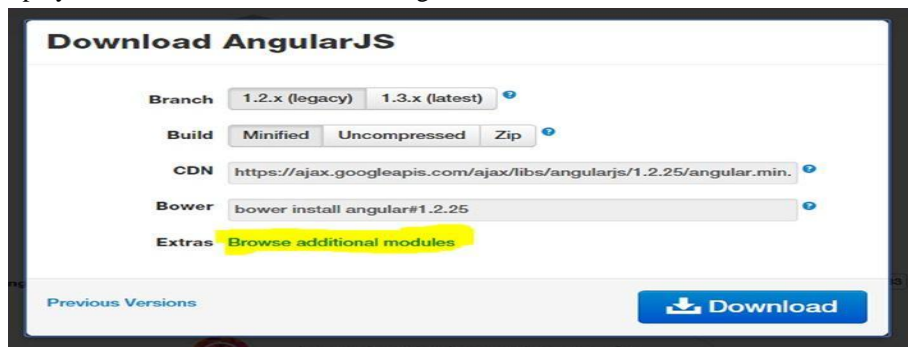 Download AngularJS
Branch 1.2.x (legacy) 1.3.x (latest)
Build Minified Uncompressed Zip
CDN https://ajax.googleapis.com/ajax/libs/angularjs/1.2.25/angular.min.
Bower bower install angular#1.2.25
Extras Browse additional modules
Previous Versions
Download